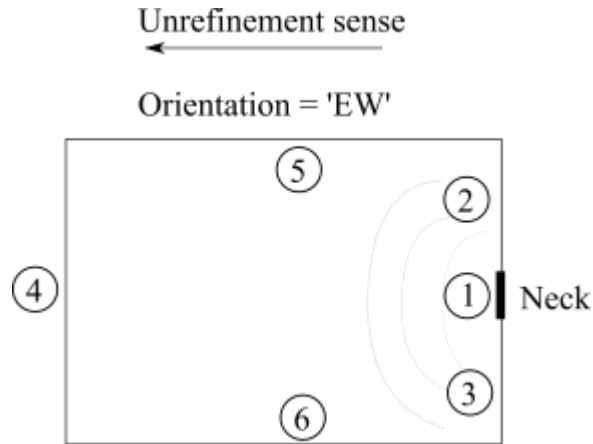 Unrefinement sense
Orientation = 'EW'
5
2
4
1 Neck
3
6